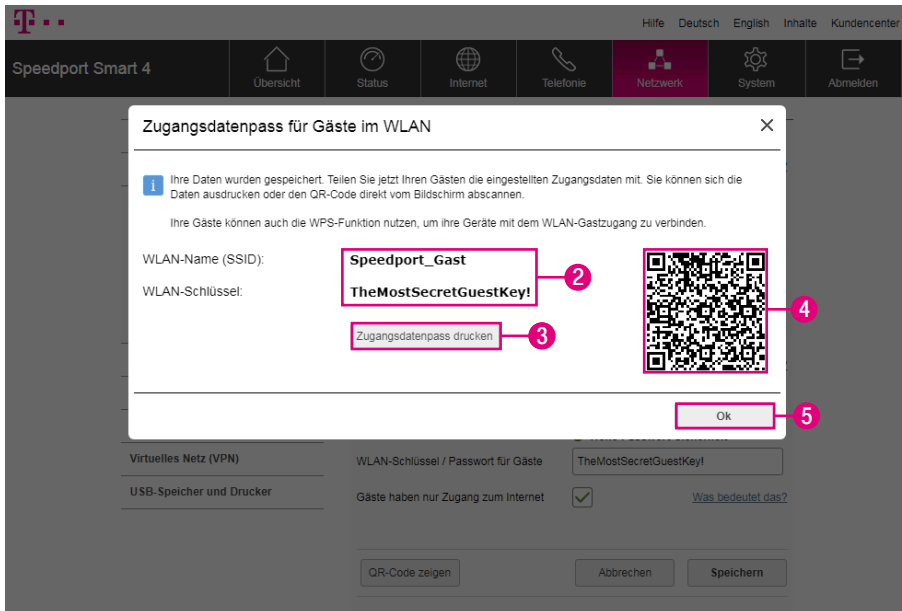 T
Hilfe Deutsch English Inhalte Kundencenter
Speedport Smart 4
Übersicht
Status
Internet
Telefonie
Netzwerk
System
Abmelden
Zugangsdatenpass für Gäste im WLAN
Ihre Daten wurden gespeichert. Teilen Sie jetzt Ihren Gästen die eingestellten Zugangsdaten mit. Sie können sich die
Daten ausdrucken oder den QR-Code direkt vom Bildschirm abscannen.
Ihre Gäste können auch die WPS-Funktion nutzen, um ihre Geräte mit dem WLAN-Gastzugang zu verbinden.
WLAN-Name (SSID): Speedport_Gast
2
WLAN-Schlüssel: TheMostSecretGuestKey!
Zugangsdatenpass drucken
3
4
Ok
5
Virtuelles Netz (VPN)
WLAN-Schlüssel / Passwort für Gäste TheMostSecretGuestKey!
USB-Speicher und Drucker
Gäste haben nur Zugang zum Internet Was bedeutet das?
QR-Code zeigen Abbrechen Speichern